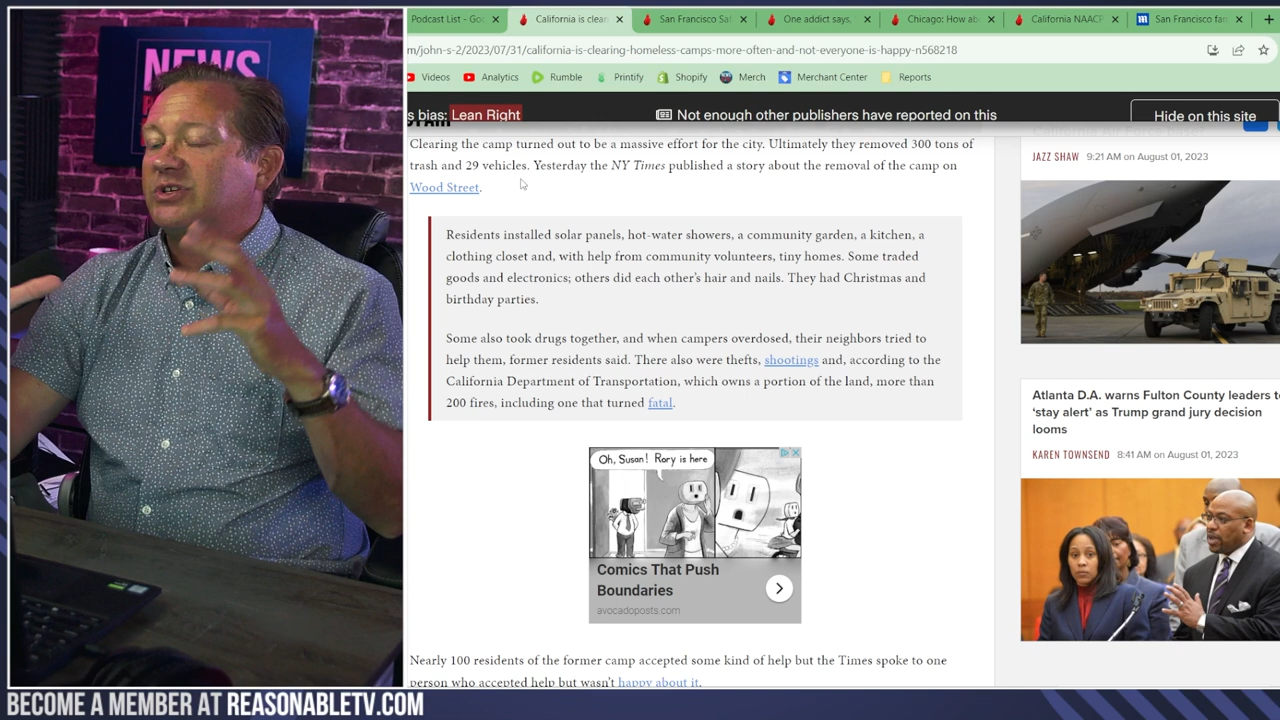 NEWS
Podcast List - Goo
California is clean
San Francisco Sat
One addict says,
Chicago: How abo
California NAACP
San Francisco fam
m/john-s-2/2023/07/31/california-is-clearing-homeless-camps-more-often-and-not-everyone-is-happy-n568218
Videos
Analytics
Rumble
Printify
Shopify
Merch
Merchant Center
Reports
s bias: Lean Right
Not enough other publishers have reported on this
Hide on this site
Clearing the camp turned out to be a massive effort for the city. Ultimately they removed 300 tons of
trash and 29 vehicles. Yesterday the NY Times published a story about the removal of the camp on
Wood Street.
Residents installed solar panels, hot-water showers, a community garden, a kitchen, a
clothing closet and, with help from community volunteers, tiny homes. Some traded
goods and electronics; others did each other's hair and nails. They had Christmas and
birthday parties.
Some also took drugs together, and when campers overdosed, their neighbors tried to
help them, former residents said. There also were thefts, shootings and, according to the
California Department of Transportation, which owns a portion of the land, more than
200 fires, including one that turned fatal.
Oh, Susan! Rory is here
Comics That Push
Boundaries
avocadoposts.com
Nearly 100 residents of the former camp accepted some kind of help but the Times spoke to one
person who accepted help but wasn't happy about it.
JAZZ SHAW 9:21 AM on August 01, 2023
Atlanta D.A. warns Fulton County leaders to
'stay alert' as Trump grand jury decision
looms
KAREN TOWNSEND 8:41 AM on August 01, 2023
BECOME A MEMBER AT REASONABLETV.COM